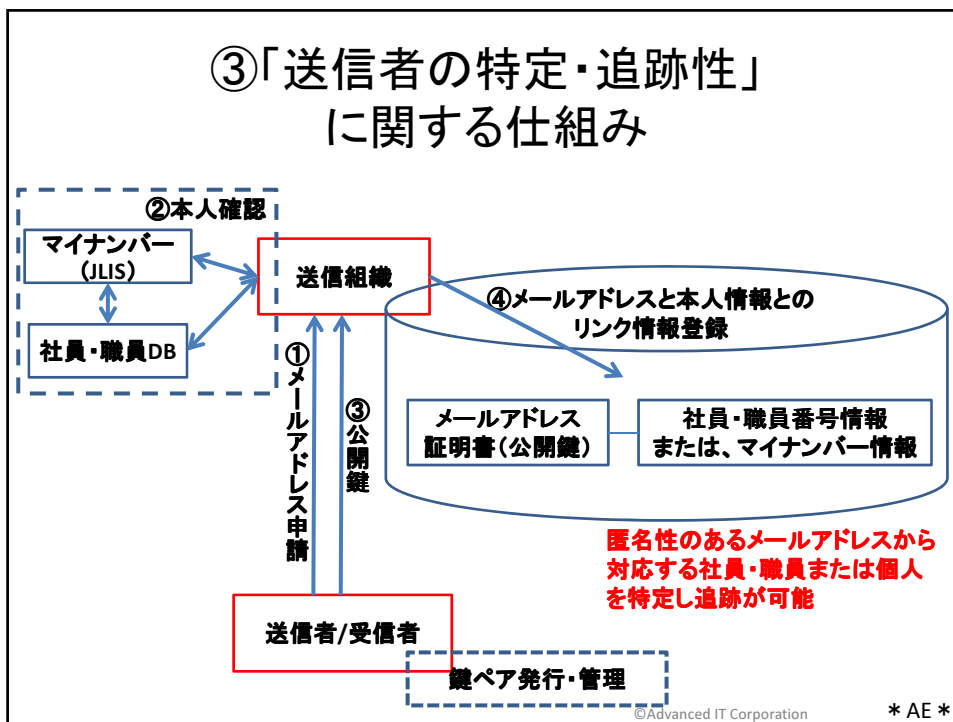 ③「送信者の特定・追跡性」
に関する仕組み
②本人確認
マイナンバー
(JLIS)
社員・職員DB
送信組織
④メールアドレスと本人情報との
リンク情報登録
メールアドレス
証明書(公開鍵)
社員・職員番号情報
または、マイナンバー情報
①メールアドレス申請
③公開鍵
匿名性のあるメールアドレスから
対応する社員・職員または個人
を特定し追跡が可能
送信者/受信者
鍵ペア発行・管理
©Advanced IT Corporation
＊AE＊